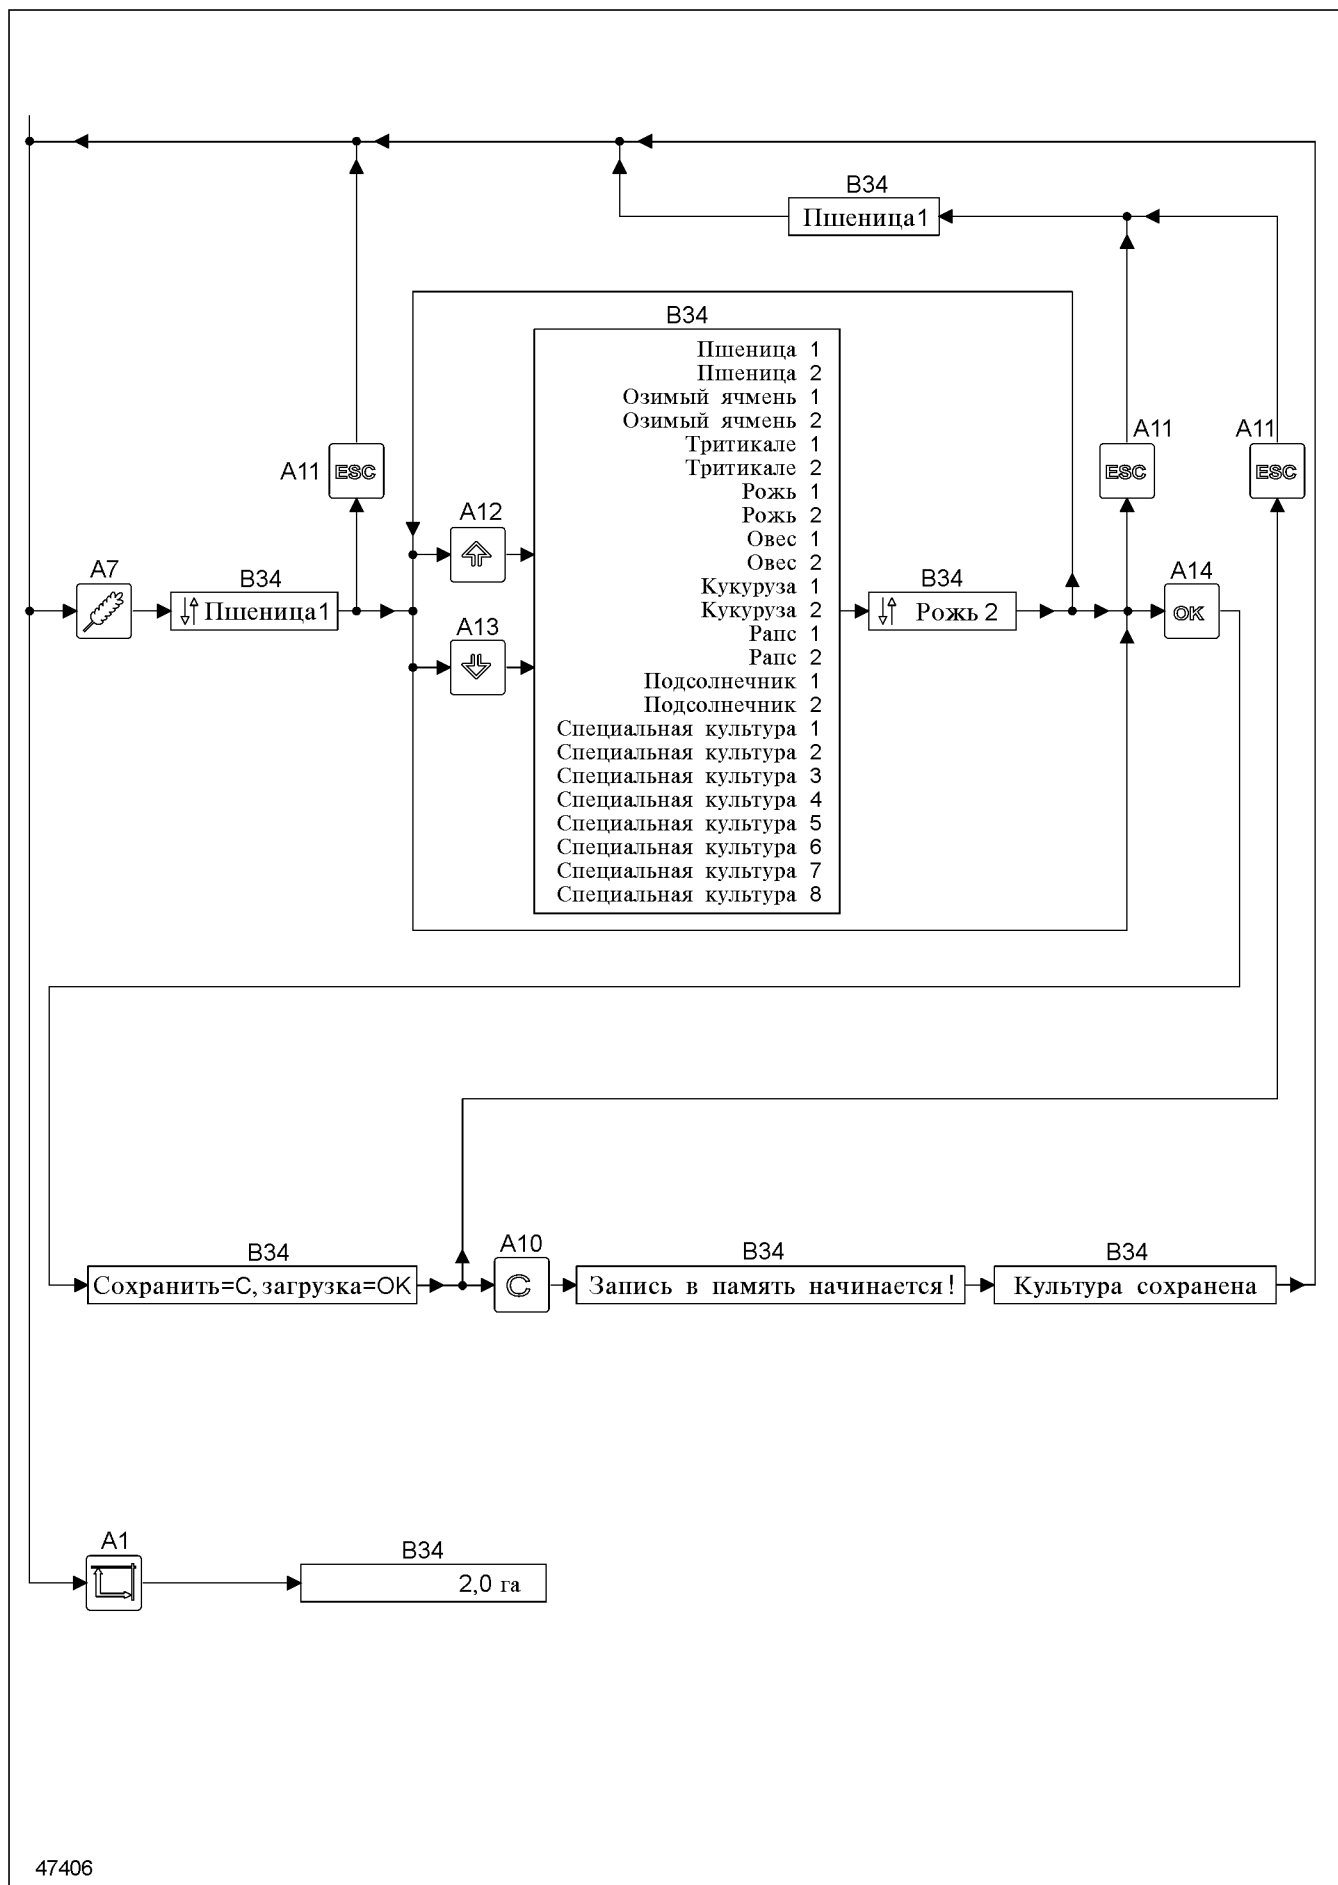 B34
Пшеница1
B34
Пшеница 1
Пшеница 2
Озимый ячмень 1
Озимый ячмень 2
Тритикале 1
Тритикале 2
Рожь 1
Рожь 2
Овес 1
Овес 2
Кукуруза 1
Кукуруза 2
Рапс 1
Рапс 2
Подсолнечник 1
Подсолнечник 2
Специальная культура 1
Специальная культура 2
Специальная культура 3
Специальная культура 4
Специальная культура 5
Специальная культура 6
Специальная культура 7
Специальная культура 8
A11
ESC
A11
ESC
A11
ESC
A12
A7
B34
Пшеница1
A13
B34
Рожь 2
A14
OK
B34
Сохранить=C, загрузка=OK
A10
C
B34
Запись в память начинается!
B34
Культура сохранена
A1
B34
2,0 га
47406